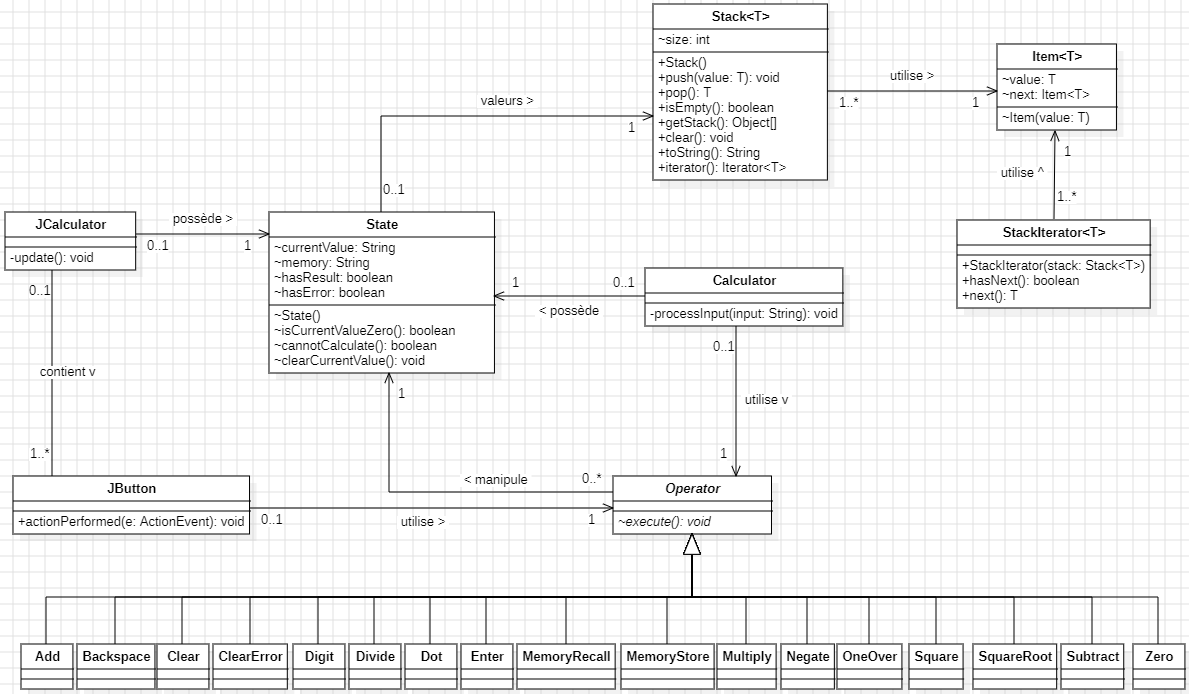 Stack<T>
~size: int
+Stack()
+push(value: T): void
+pop(): T
+isEmpty(): boolean
+getStack(): Object[]
+clear(): void
+toString(): String
+iterator(): Iterator<T>
utilise >
1..*
1
Item<T>
~value: T
~next: Item<T>
~Item(value: T)
valeurs >
1
0..1
1
utilise ^
1..*
StackIterator<T>
+StackIterator(stack: Stack<T>)
+hasNext(): boolean
+next(): T
JCalculator
-update(): void
possède >
0..1
1
State
~currentValue: String
~memory: String
~hasResult: boolean
~hasError: boolean
~State()
~isCurrentValueZero(): boolean
~cannotCalculate(): boolean
~clearCurrentValue(): void
1
0..1
< possède
Calculator
-processInput(input: String): void
0..1
contient v
1..*
0..1
utilise v
1
1
< manipule
0..*
JButton
+actionPerformed(e: ActionEvent): void
0..1
utilise >
1
Operator
~execute(): void
Add
Backspace
Clear
ClearError
Digit
Divide
Dot
Enter
MemoryRecall
MemoryStore
Multiply
Negate
OneOver
Square
SquareRoot
Subtract
Zero